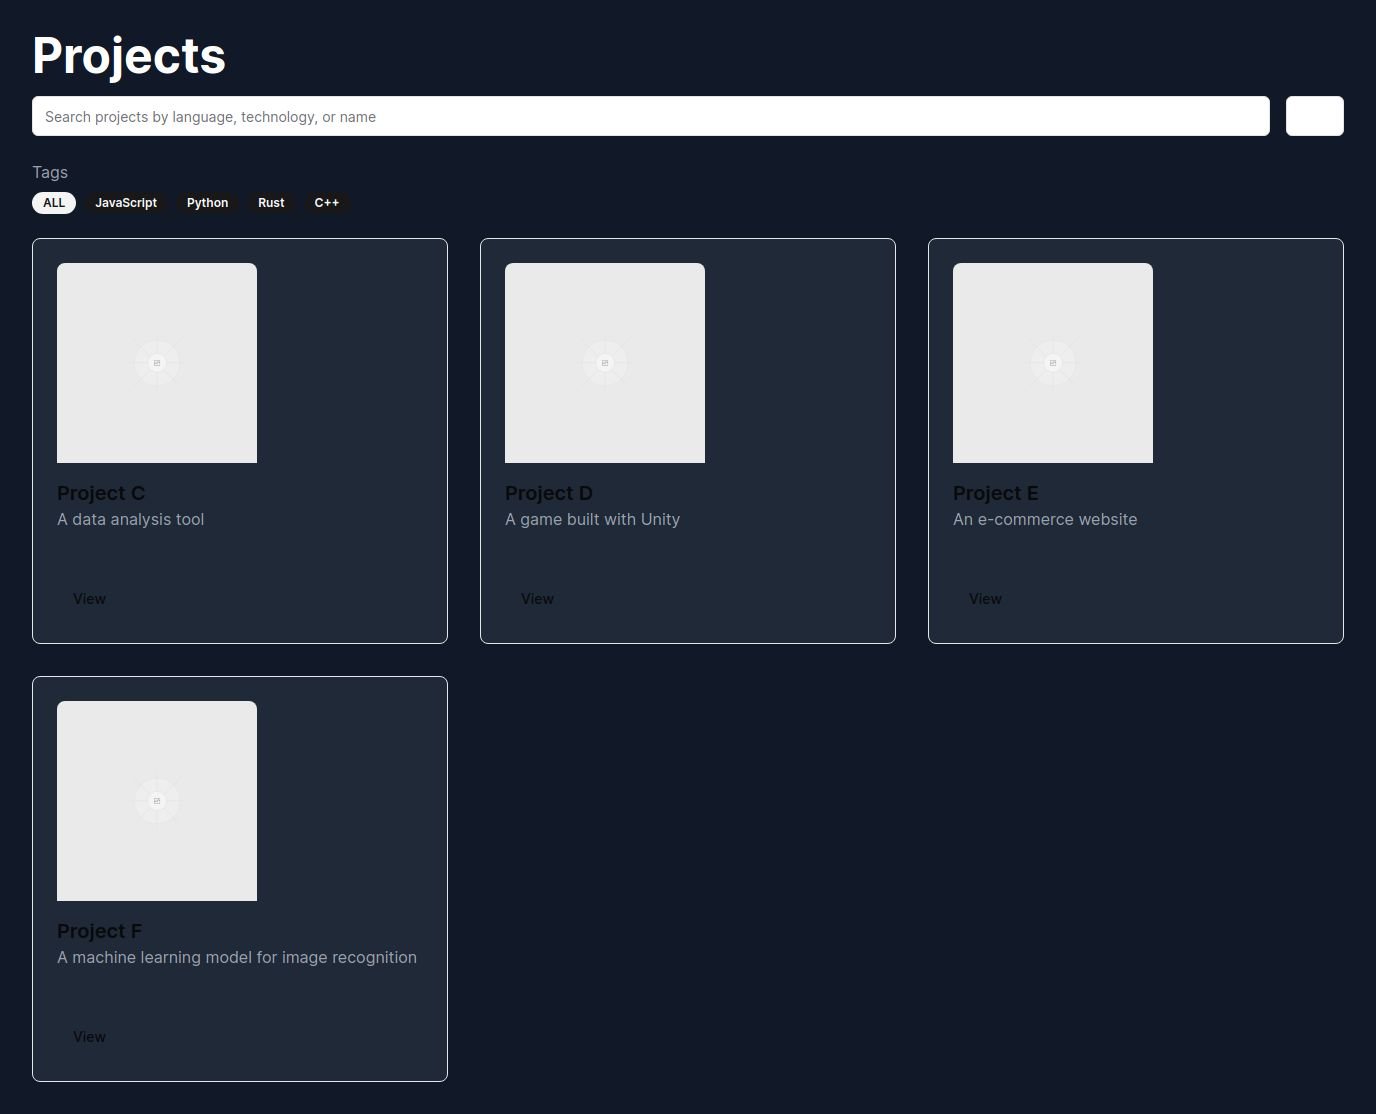 Projects
Search projects by language, technology, or name
Tags
ALL JavaScript Python Rust C++
Project C
A data analysis tool
View
Project D
A game built with Unity
View
Project E
An e-commerce website
View
Project F
A machine learning model for image recognition
View